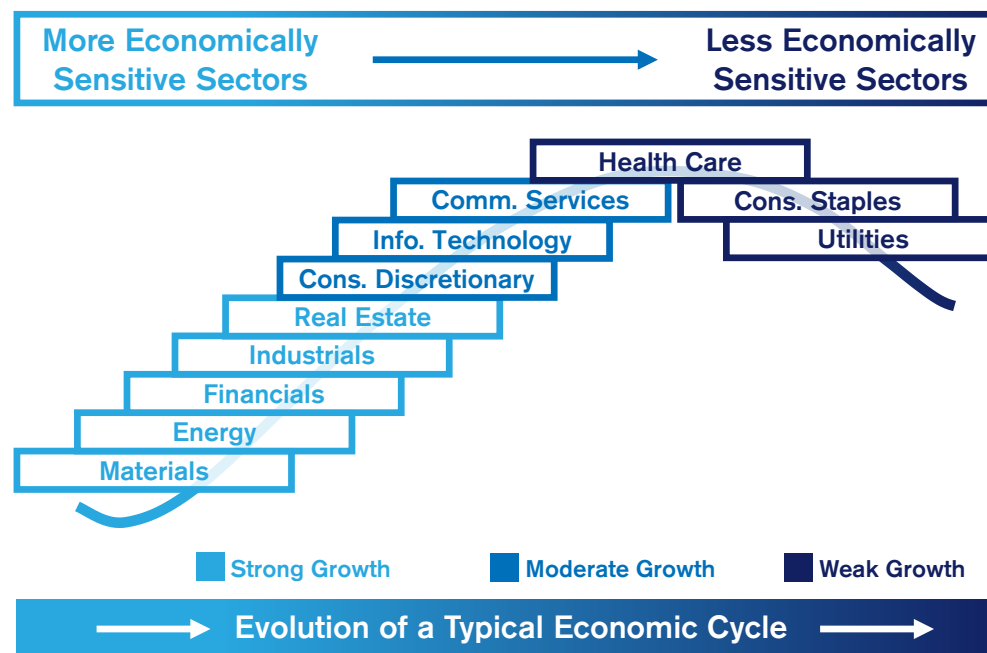 More Economically
Sensitive Sectors
Less Economically
Sensitive Sectors
Health Care
Comm. Services
Cons. Staples
Info. Technology
Utilities
Cons. Discretionary
Real Estate
Industrials
Financials
Energy
Materials
Strong Growth
Moderate Growth
Weak Growth
Evolution of a Typical Economic Cycle